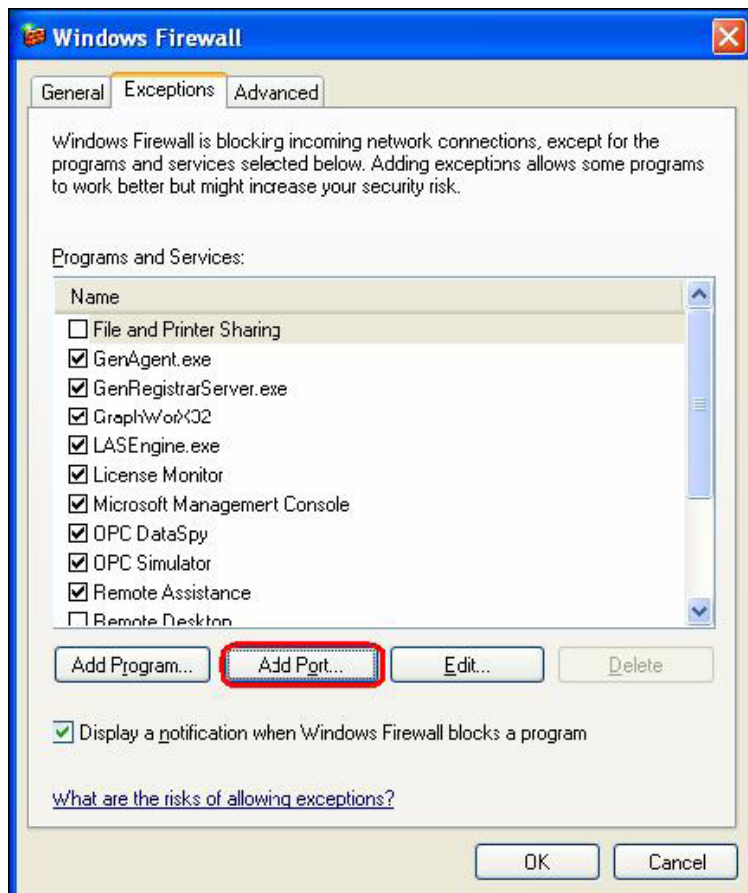 Windows Firewall
General Exceptions Advanced
Windows Firewall is blocking incoming network connections, except for the
programs and services selected below. Adding exceptions allows some programs
to work better but might increase your security risk.
Programs and Services:
Name
File and Printer Sharing
GenAgent.exe
GenRegistrarServer.exe
GraphWorX32
LASEngine.exe
License Monitor
Microsoft Management Console
OPC DataSpy
OPC Simulator
Remote Assistance
Remote Desktop
Add Program... Add Port... Edit... Delete
Display a notification when Windows Firewall blocks a program
What are the risks of allowing exceptions?
OK Cancel